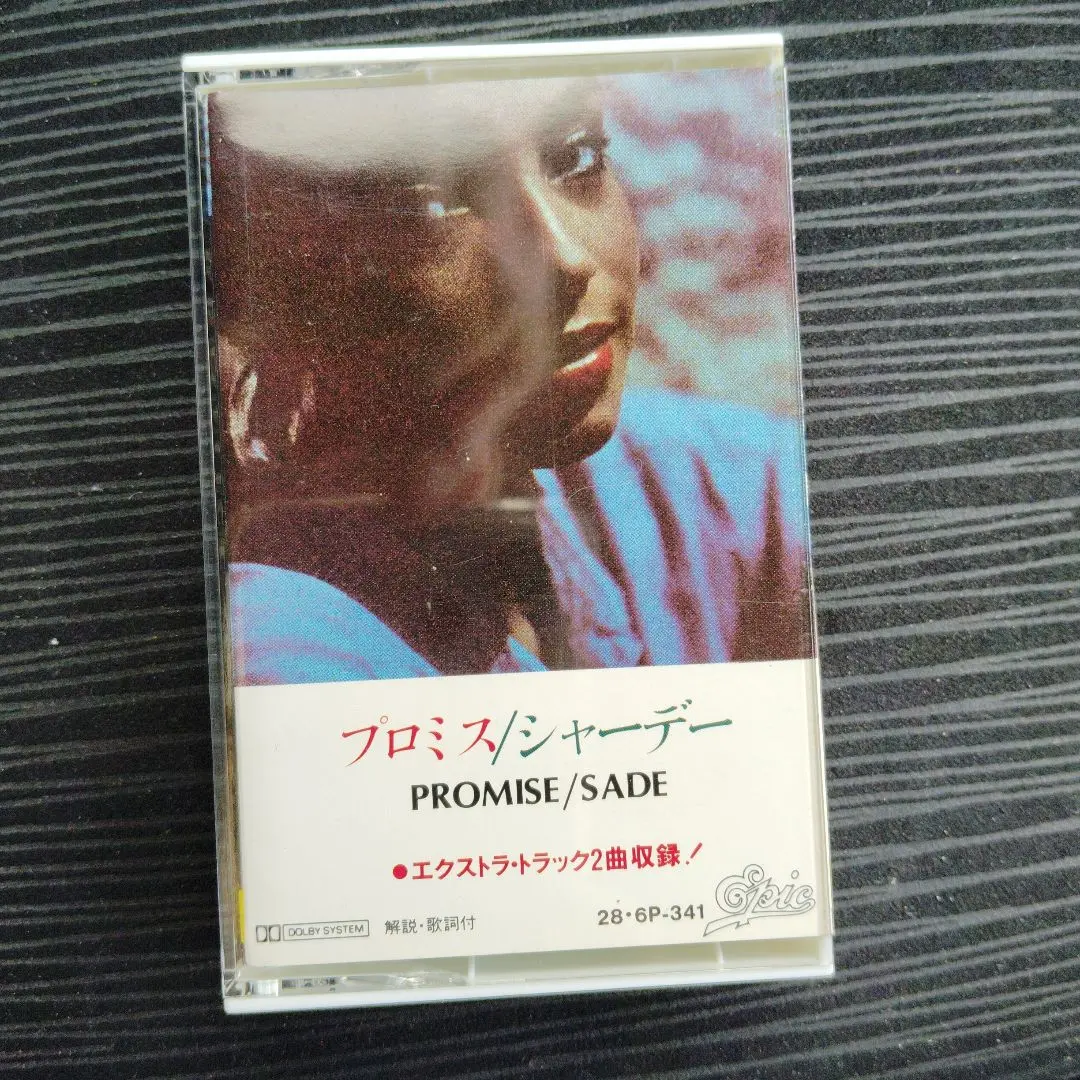 プロミス/シャーデー
PROMISE/SADE
●エクストラ・トラック2曲収録!
DOLBY SYSTEM 解説・歌詞付 28・6P-341 Epic